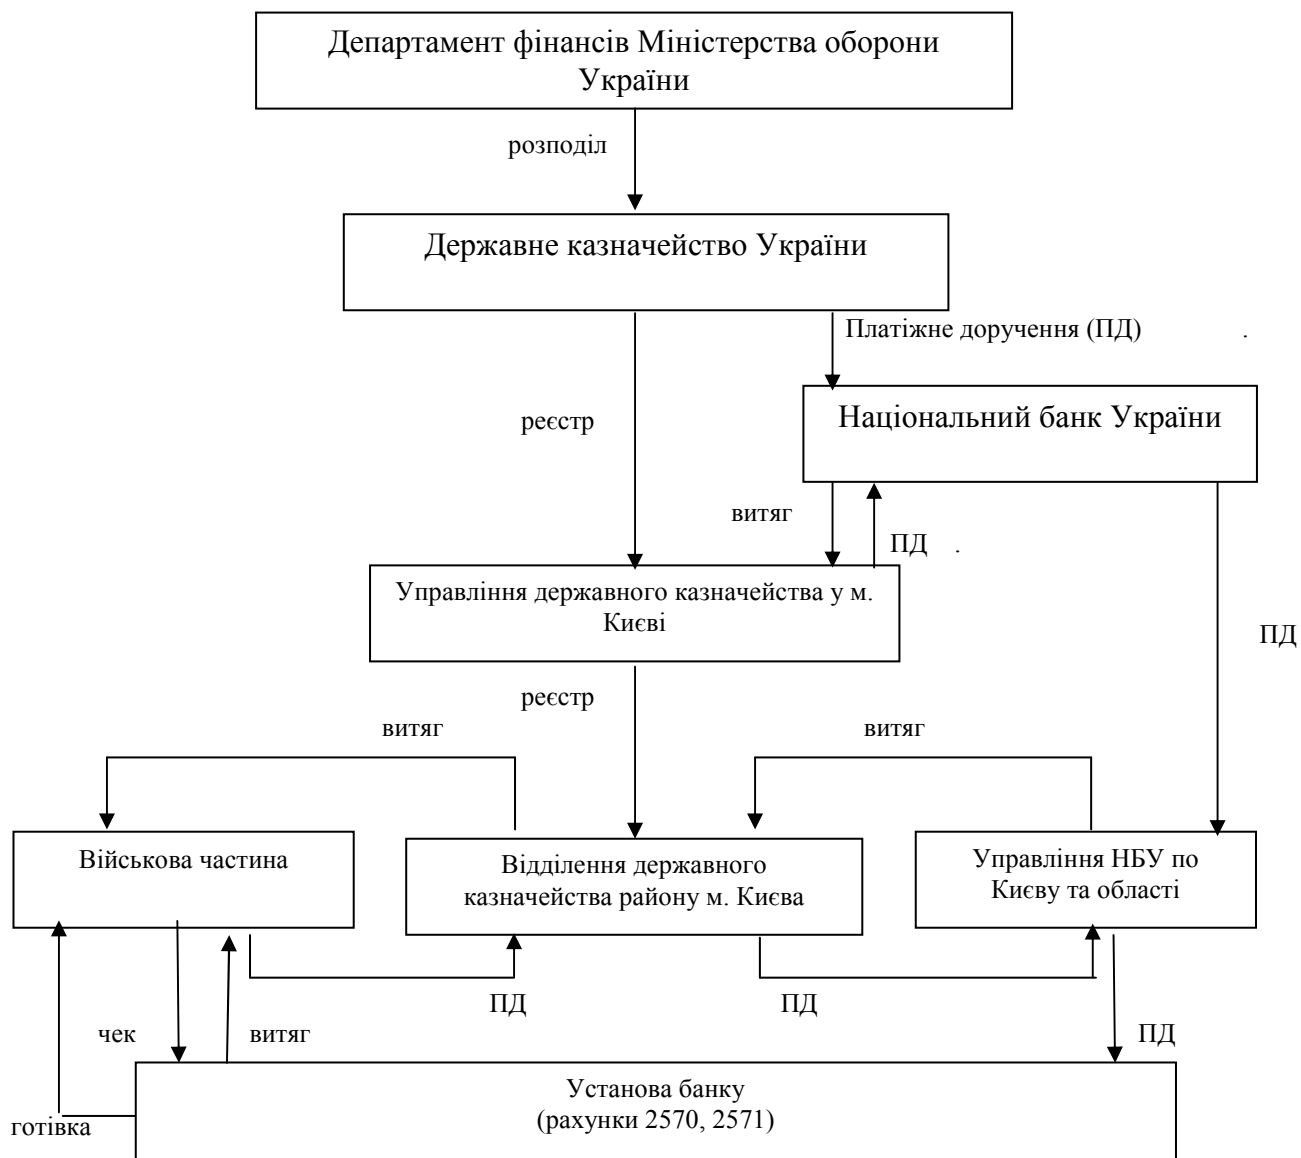 Департамент фінансів Міністерства оборони
України
розподіл
Державне казначейство України
Платіжне доручення (ПД) .
Національний банк України
реєстр
витяг
ПД .
Управління державного казначейства у м.
Києві
ПД
реєстр
витяг
витяг
Військова частина
Відділення державного
казначейства району м. Києва
Управління НБУ по
Києву та області
ПД
ПД
чек
витяг
ПД
Установа банку
(рахунки 2570, 2571)
готівка